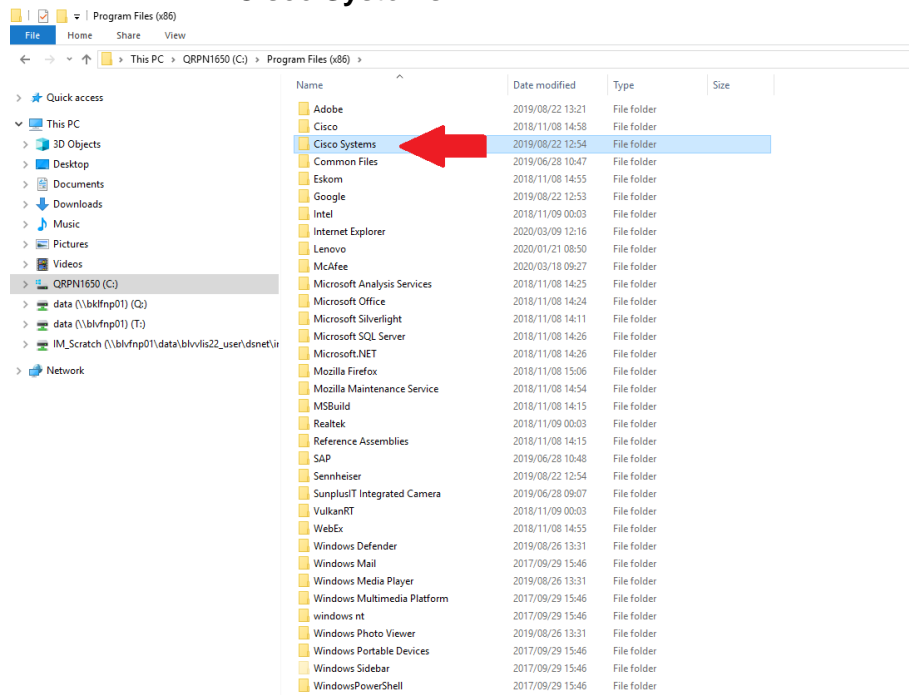 Program Files (x86)
File Home Share View
This PC > QRPN1650 (C:) > Program Files (x86) >
Name Date modified Type Size
Quick access
This PC
3D Objects
Desktop
Documents
Downloads
Music
Pictures
Videos
QRPN1650 (C:)
data (\\bklfnp01) (Q:)
data (\\blvfnp01) (T:)
IM_Scratch (\\blvfnp01\data\blvvlis22_user\dsnet\ir
Network
Adobe 2019/08/22 13:21 File folder
Cisco 2018/11/08 14:58 File folder
Cisco Systems 2019/08/22 12:54 File folder
Common Files 2019/06/28 10:47 File folder
Eskom 2018/11/08 14:55 File folder
Google 2019/08/22 12:53 File folder
Intel 2018/11/09 00:03 File folder
Internet Explorer 2020/03/09 12:16 File folder
Lenovo 2020/01/21 08:50 File folder
McAfee 2020/03/18 09:27 File folder
Microsoft Analysis Services 2018/11/08 14:25 File folder
Microsoft Office 2018/11/08 14:24 File folder
Microsoft Silverlight 2018/11/08 14:11 File folder
Microsoft SQL Server 2018/11/08 14:26 File folder
Microsoft.NET 2018/11/08 14:26 File folder
Mozilla Firefox 2018/11/08 15:06 File folder
Mozilla Maintenance Service 2018/11/08 14:54 File folder
MSBuild 2018/11/08 14:15 File folder
Realtek 2018/11/09 00:03 File folder
Reference Assemblies 2018/11/08 14:15 File folder
SAP 2019/06/28 10:48 File folder
Sennheiser 2019/08/22 12:54 File folder
SunplusIT Integrated Camera 2019/06/28 09:07 File folder
VulkanRT 2018/11/09 00:03 File folder
WebEx 2018/11/08 14:55 File folder
Windows Defender 2019/08/26 13:31 File folder
Windows Mail 2017/09/29 15:46 File folder
Windows Media Player 2019/08/26 13:31 File folder
Windows Multimedia Platform 2017/09/29 15:46 File folder
windows nt 2017/09/29 15:46 File folder
Windows Photo Viewer 2019/08/26 13:31 File folder
Windows Portable Devices 2017/09/29 15:46 File folder
Windows Sidebar 2017/09/29 15:46 File folder
WindowsPowerShell 2017/09/29 15:46 File folder